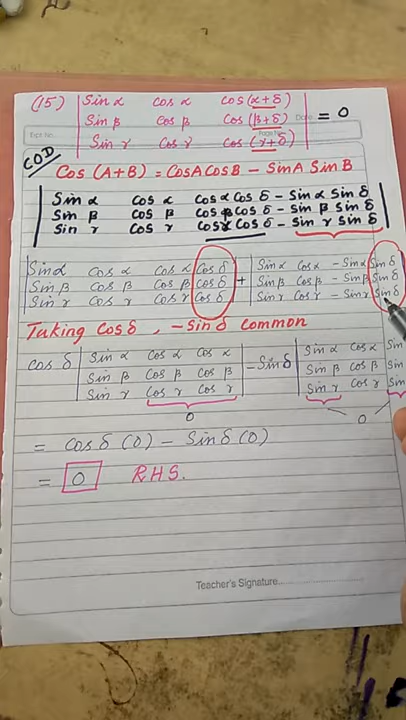 (15) | Sin α cos α cos (α+δ) |
| Sin β cos β cos (β+δ) | = 0
| Sin γ cos γ cos (γ+δ) |
COD
Cos (A+B) = CosA CosB - SinA Sin B
| Sin α cos α cos α cos δ - Sin α Sin δ |
| Sin β cos β cos β cos δ - Sin β Sin δ |
| Sin γ cos γ cos γ cos δ - Sin γ Sin δ |
| Sin α cos α cos α cos δ | + | Sin α cos α - Sin α Sin δ |
| Sin β cos β cos β cos δ | | Sin β cos β - Sin β Sin δ |
| Sin γ cos γ cos γ cos δ | | Sin γ cos γ - Sin γ Sin δ |
Taking Cos δ, - Sin δ common
cos δ | Sin α cos α cos α | - Sin δ | Sin α cos α Sin
| Sin β cos β cos β | | Sin β cos β Sin
| Sin γ cos γ cos γ | | Sin γ cos γ Sin
0 0
= cos δ (0) - Sin δ (0)
= 0 RHS.
Teacher's Signature